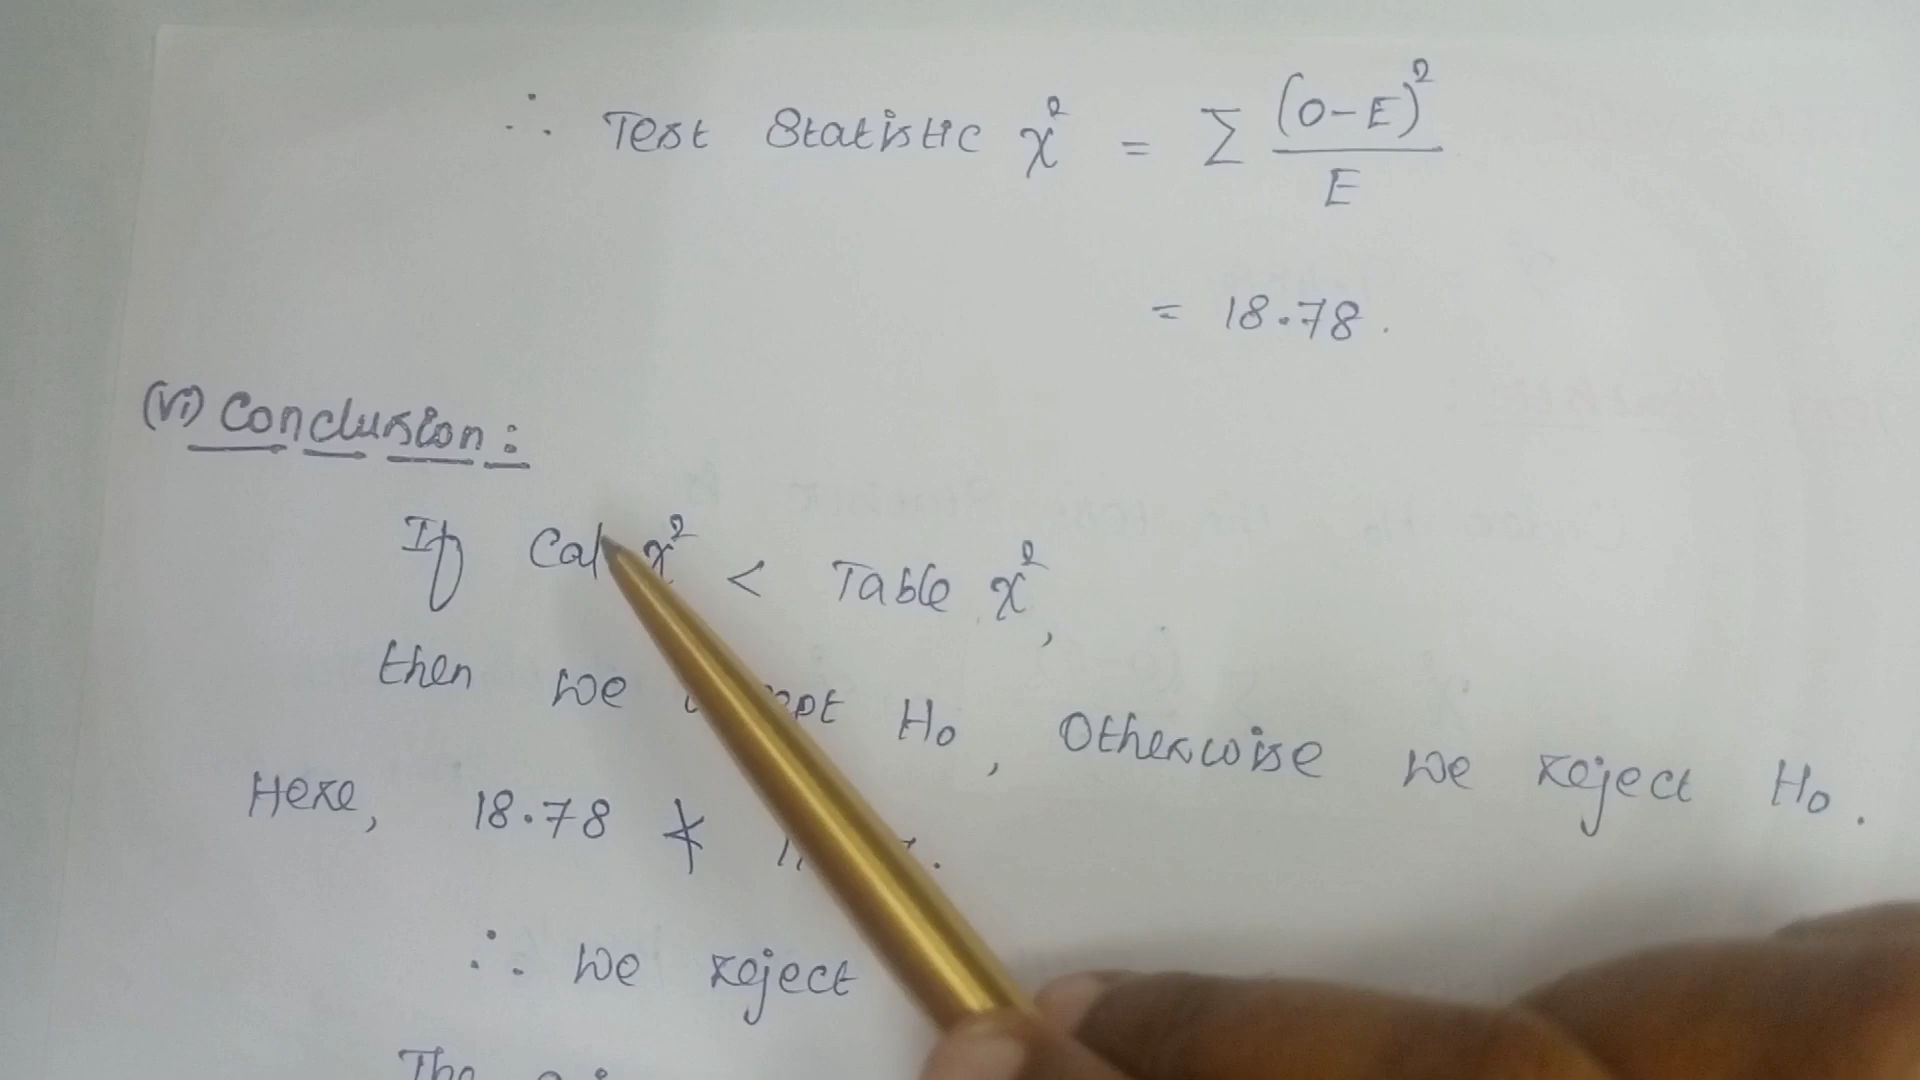 ∴ Test Statistic χ² = Σ (O-E)² / E
= 18.78.
(vi) Conclusion:
If Cal χ² < Table χ²,
then we H₀, Otherwise we reject H₀.
Here, 18.78 ≮
∴ we reject
The